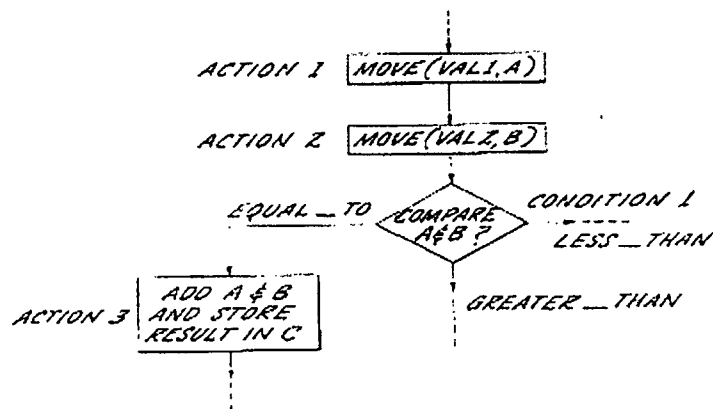 ACTION 1
MOVE(VAL1, A)
ACTION 2
MOVE(VAL2, B)
EQUAL_TO
COMPARE
A&B ?
CONDITION 1
LESS_THAN
GREATER_THAN
ACTION 3
ADD A & B
AND STORE
RESULT IN C